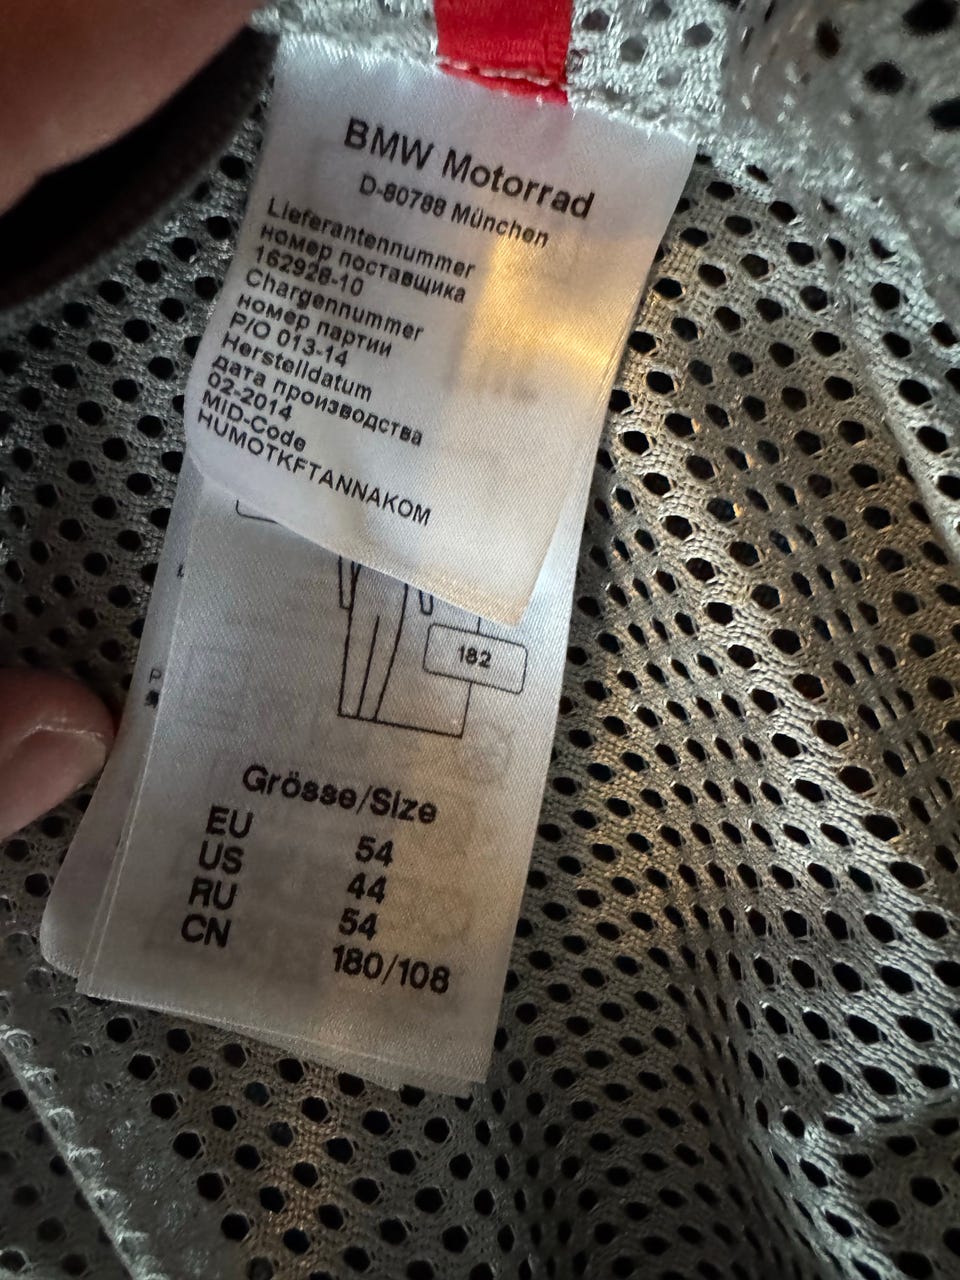 BMW Motorrad
D-80788 München
Lieferantennummer
номер поставщика
162928-10
Chargennummer
номер партии
P/O 013-14
Herstelldatum
дата производства
02-2014
MID-Code
HUMOTKFTANNAKOM
182
Grösse/Size
EU 54
US 44
RU 54
CN 180/108